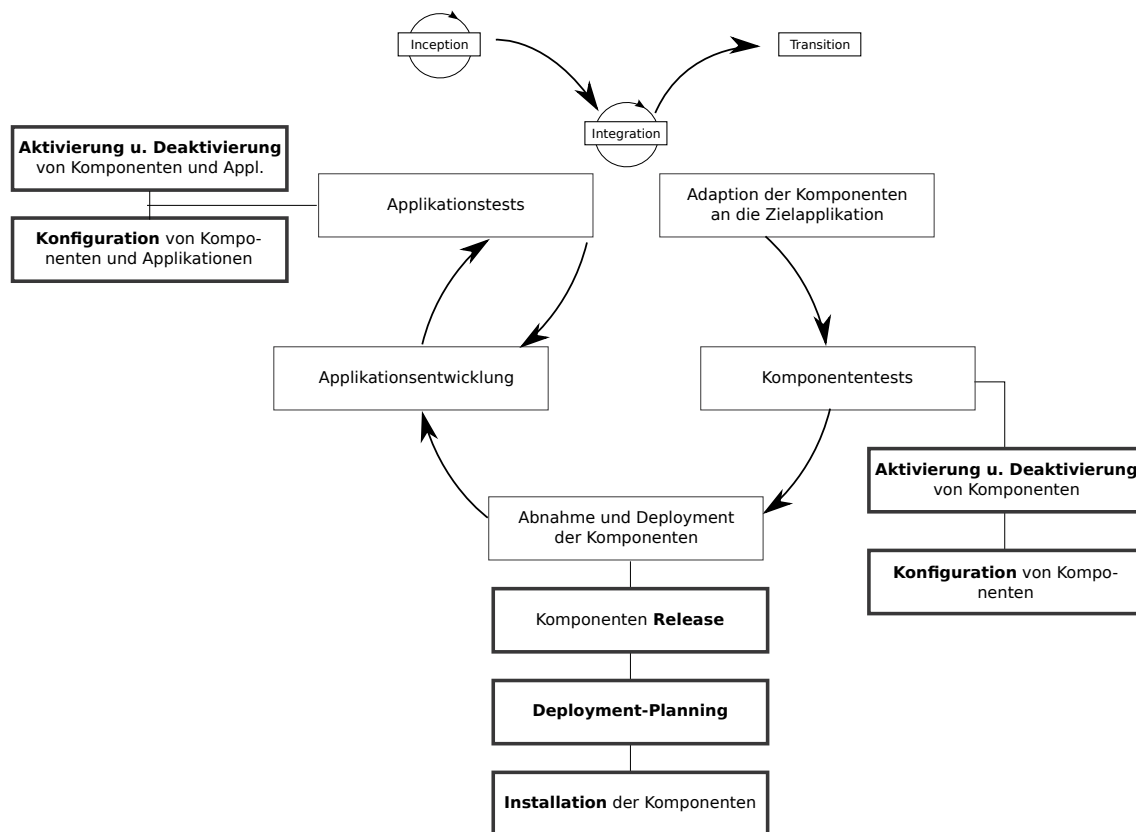 Inception
Transition
Integration
Aktivierung u. Deaktivierung
von Komponenten und Appl.
Applikationstests
Adaption der Komponenten
an die Zielapplikation
Konfiguration von Kompo-
nenten und Applikationen
Applikationsentwicklung
Komponententests
Aktivierung u. Deaktivierung
von Komponenten
Abnahme und Deployment
der Komponenten
Konfiguration von Kompo-
nenten
Komponenten Release
Deployment-Planning
Installation der Komponenten